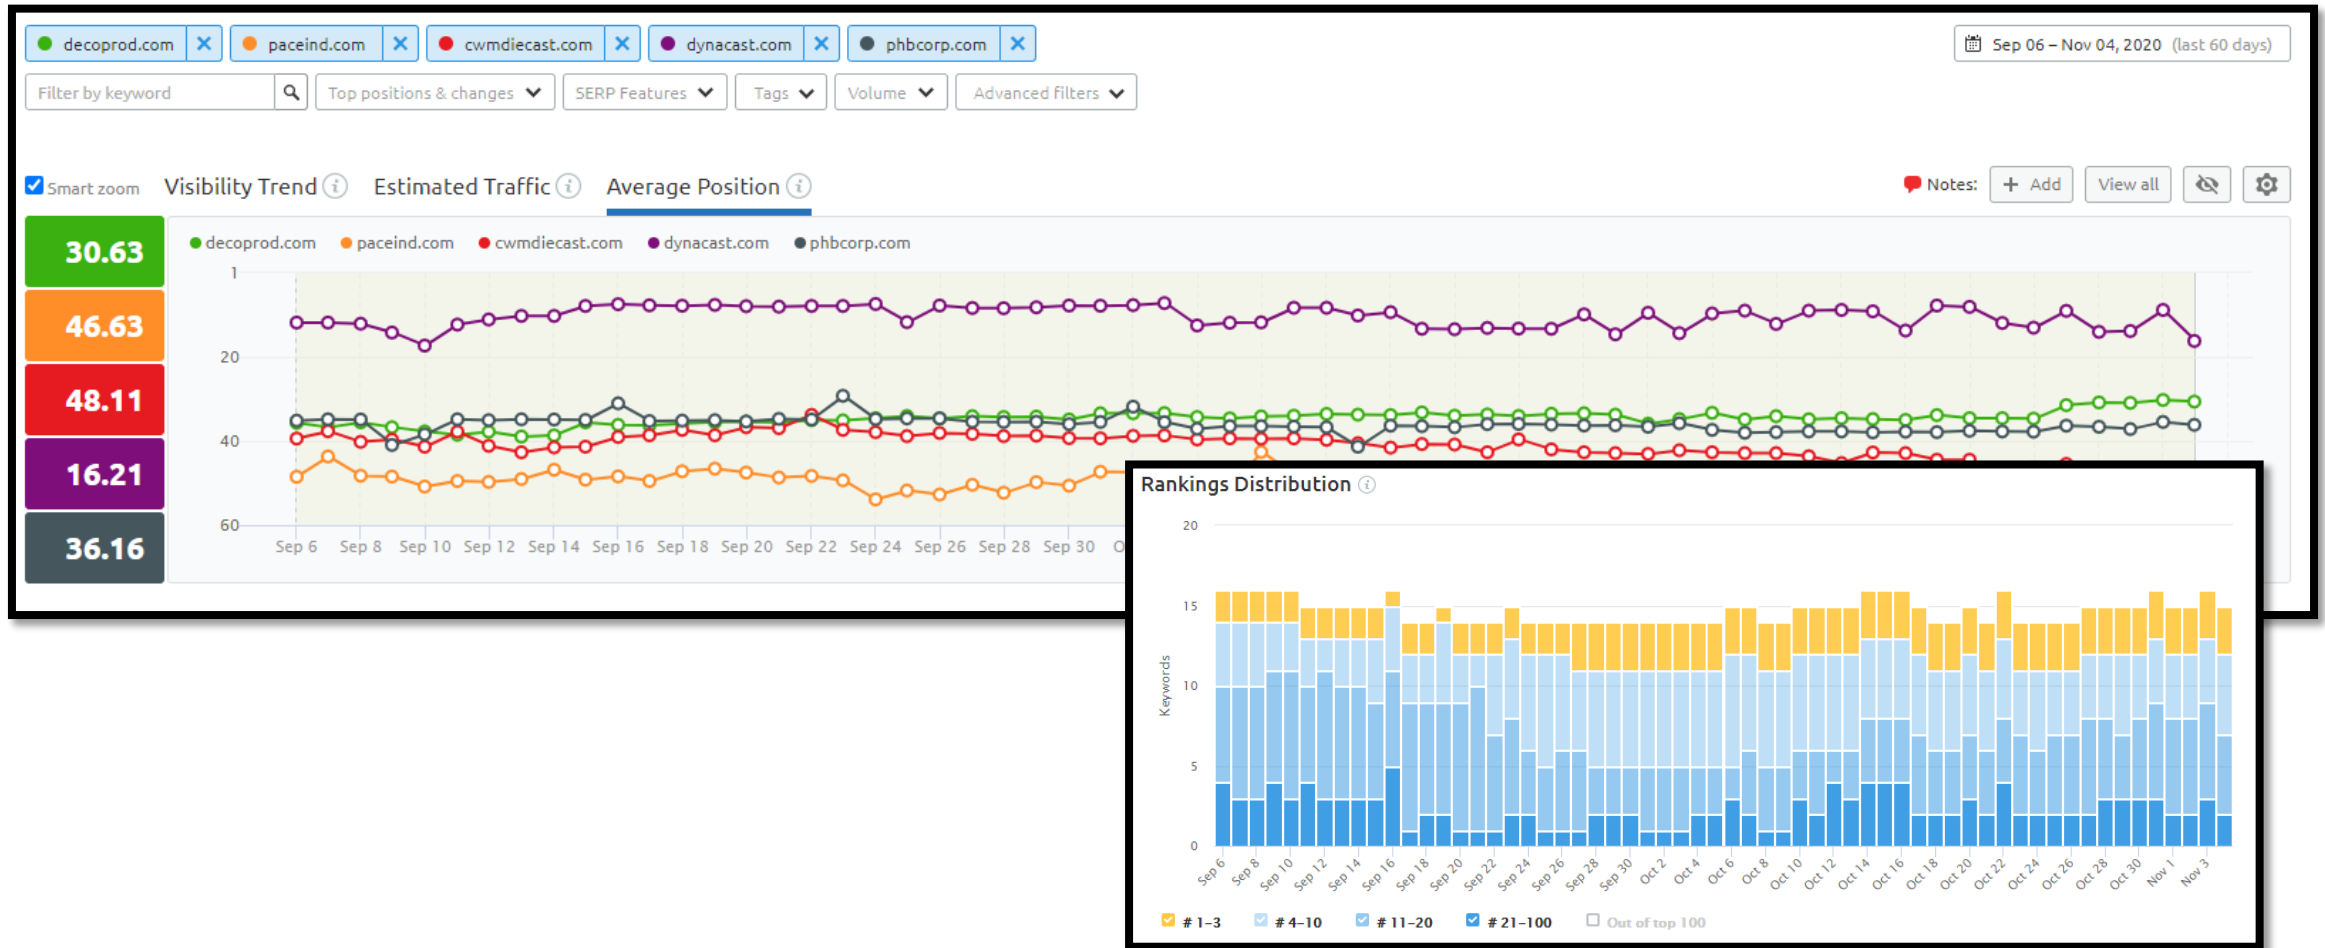 decoprod.com paceind.com cwmdiecast.com dynacast.com phbcorp.com Sep 06 – Nov 04, 2020 (last 60 days)
Filter by keyword Top positions & changes SERP Features Tags Volume Advanced filters
Smart zoom Visibility Trend i Estimated Traffic i Average Position i Notes: + Add View all
30.63
46.63
48.11
16.21
36.16
decoprod.com paceind.com cwmdiecast.com dynacast.com phbcorp.com
1
20
40
60
Sep 6 Sep 8 Sep 10 Sep 12 Sep 14 Sep 16 Sep 18 Sep 20 Sep 22 Sep 24 Sep 26 Sep 28 Sep 30 O
Rankings Distribution i
20
15
10
5
0
Keywords
Sep 6 Sep 8 Sep 10 Sep 12 Sep 14 Sep 16 Sep 18 Sep 20 Sep 22 Sep 24 Sep 26 Sep 28 Sep 30 Oct 2 Oct 4 Oct 6 Oct 8 Oct 10 Oct 12 Oct 14 Oct 16 Oct 18 Oct 20 Oct 22 Oct 24 Oct 26 Oct 28 Oct 30 Nov 1 Nov 3
# 1–3 # 4–10 # 11–20 # 21–100 Out of top 100